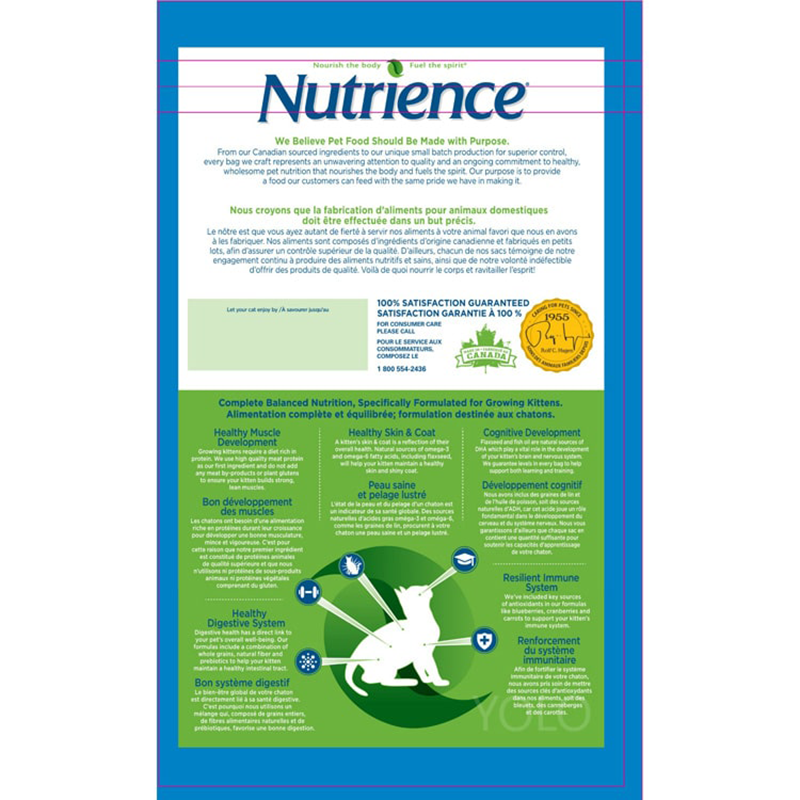 Nourish the body Fuel the spirit®
Nutrience®
We Believe Pet Food Should Be Made with Purpose.
From our Canadian sourced ingredients to our unique small batch production for superior control,
every bag we craft represents an unwavering attention to quality and an ongoing commitment to healthy,
wholesome pet nutrition that nourishes the body and fuels the spirit. Our purpose is to provide
a food our customers can feed with the same pride we have in making it.
Nous croyons que la fabrication d'aliments pour animaux domestiques
doit être effectuée dans un but précis.
Le nôtre est que vous ayez autant de fierté à servir nos aliments à votre animal favori que nous en avons
à les fabriquer. Nos aliments sont composés d'ingrédients d'origine canadienne et fabriqués en petits
lots, afin d'assurer un contrôle supérieur de la qualité. D'ailleurs, chacun de nos sacs témoigne de notre
engagement continu à produire des aliments nutritifs et sains, ainsi que de notre volonté indéfectible
d'offrir des produits de qualité. Voilà de quoi nourrir le corps et ravitailler l'esprit!
Let your cat enjoy by /À savourer jusqu'au
100% SATISFACTION GUARANTEED
SATISFACTION GARANTIE À 100 %
FOR CONSUMER CARE
PLEASE CALL
POUR LE SERVICE AUX
CONSOMMATEURS,
COMPOSEZ LE
1 800 554-2436
CANADA
CARING FOR PETS SINCE
1955
Rolf C. Hagen
Complete Balanced Nutrition, Specifically Formulated for Growing Kittens.
Alimentation complète et équilibrée; formulation destinée aux chatons.
Healthy Muscle
Development
Growing kittens require a diet rich in
protein. We use high quality meat protein
as our first ingredient and do not add
any meat by-products or plant glutens
to ensure your kitten builds strong,
lean muscles.
Bon développement
des muscles
Les chatons ont besoin d'une alimentation
riche en protéines durant leur croissance
pour développer une bonne musculature,
mince et vigoureuse. C'est pour
cette raison que notre premier ingrédient
est constitué de protéines animales
de qualité supérieure et que nous
n'utilisons ni protéines de sous-produits
animaux ni protéines végétales
comprenant du gluten.
Healthy Skin & Coat
A kitten's skin & coat is a reflection of their
overall health. Natural sources of omega-3
and omega-6 fatty acids, including flaxseed,
will help your kitten maintain a healthy
skin and shiny coat.
Peau saine
et pelage lustré
L'état de la peau et du pelage d'un chaton est
un indicateur de sa santé globale. Des sources
naturelles d'acides gras oméga-3 et oméga-6,
comme les graines de lin, procurent à votre
chaton une peau saine et un pelage lustré.
Cognitive Development
Flaxseed and fish oil are natural sources of
DHA which play a vital role in the development
of your kitten's brain and nervous system.
We guarantee levels in every bag to help
support both learning and training.
Développement cognitif
Nous avons inclus des graines de lin et
de l'huile de poisson, soit des sources
naturelles d'ADH, car cet acide joue un rôle
fondamental dans le développement du
cerveau et du système nerveux. Nous vous
garantissons d'ailleurs que chaque sac en
contient une quantité suffisante pour
soutenir les capacités d'apprentissage
de votre chaton.
Healthy
Digestive System
Digestive health has a direct link to
your pet's overall well-being. Our
formulas include a combination of
whole grains, natural fiber and
prebiotics to help your kitten
maintain a healthy intestinal tract.
Bon système digestif
Le bien-être global de votre chaton
est directement lié à sa santé digestive.
C'est pourquoi nous utilisons un
mélange qui, composé de grains entiers,
de fibres alimentaires naturelles et de
prébiotiques, favorise une bonne digestion.
Resilient Immune
System
We've included key sources
of antioxidants in our formulas
like blueberries, cranberries and
carrots to support your kitten's
immune system.
Renforcement
du système
immunitaire
Afin de fortifier le système
immunitaire de votre chaton,
nous avons pris soin de mettre
des sources clés d'antioxydants
dans nos aliments, soit des
bleuets, des canneberges
et des carottes.
YOLO